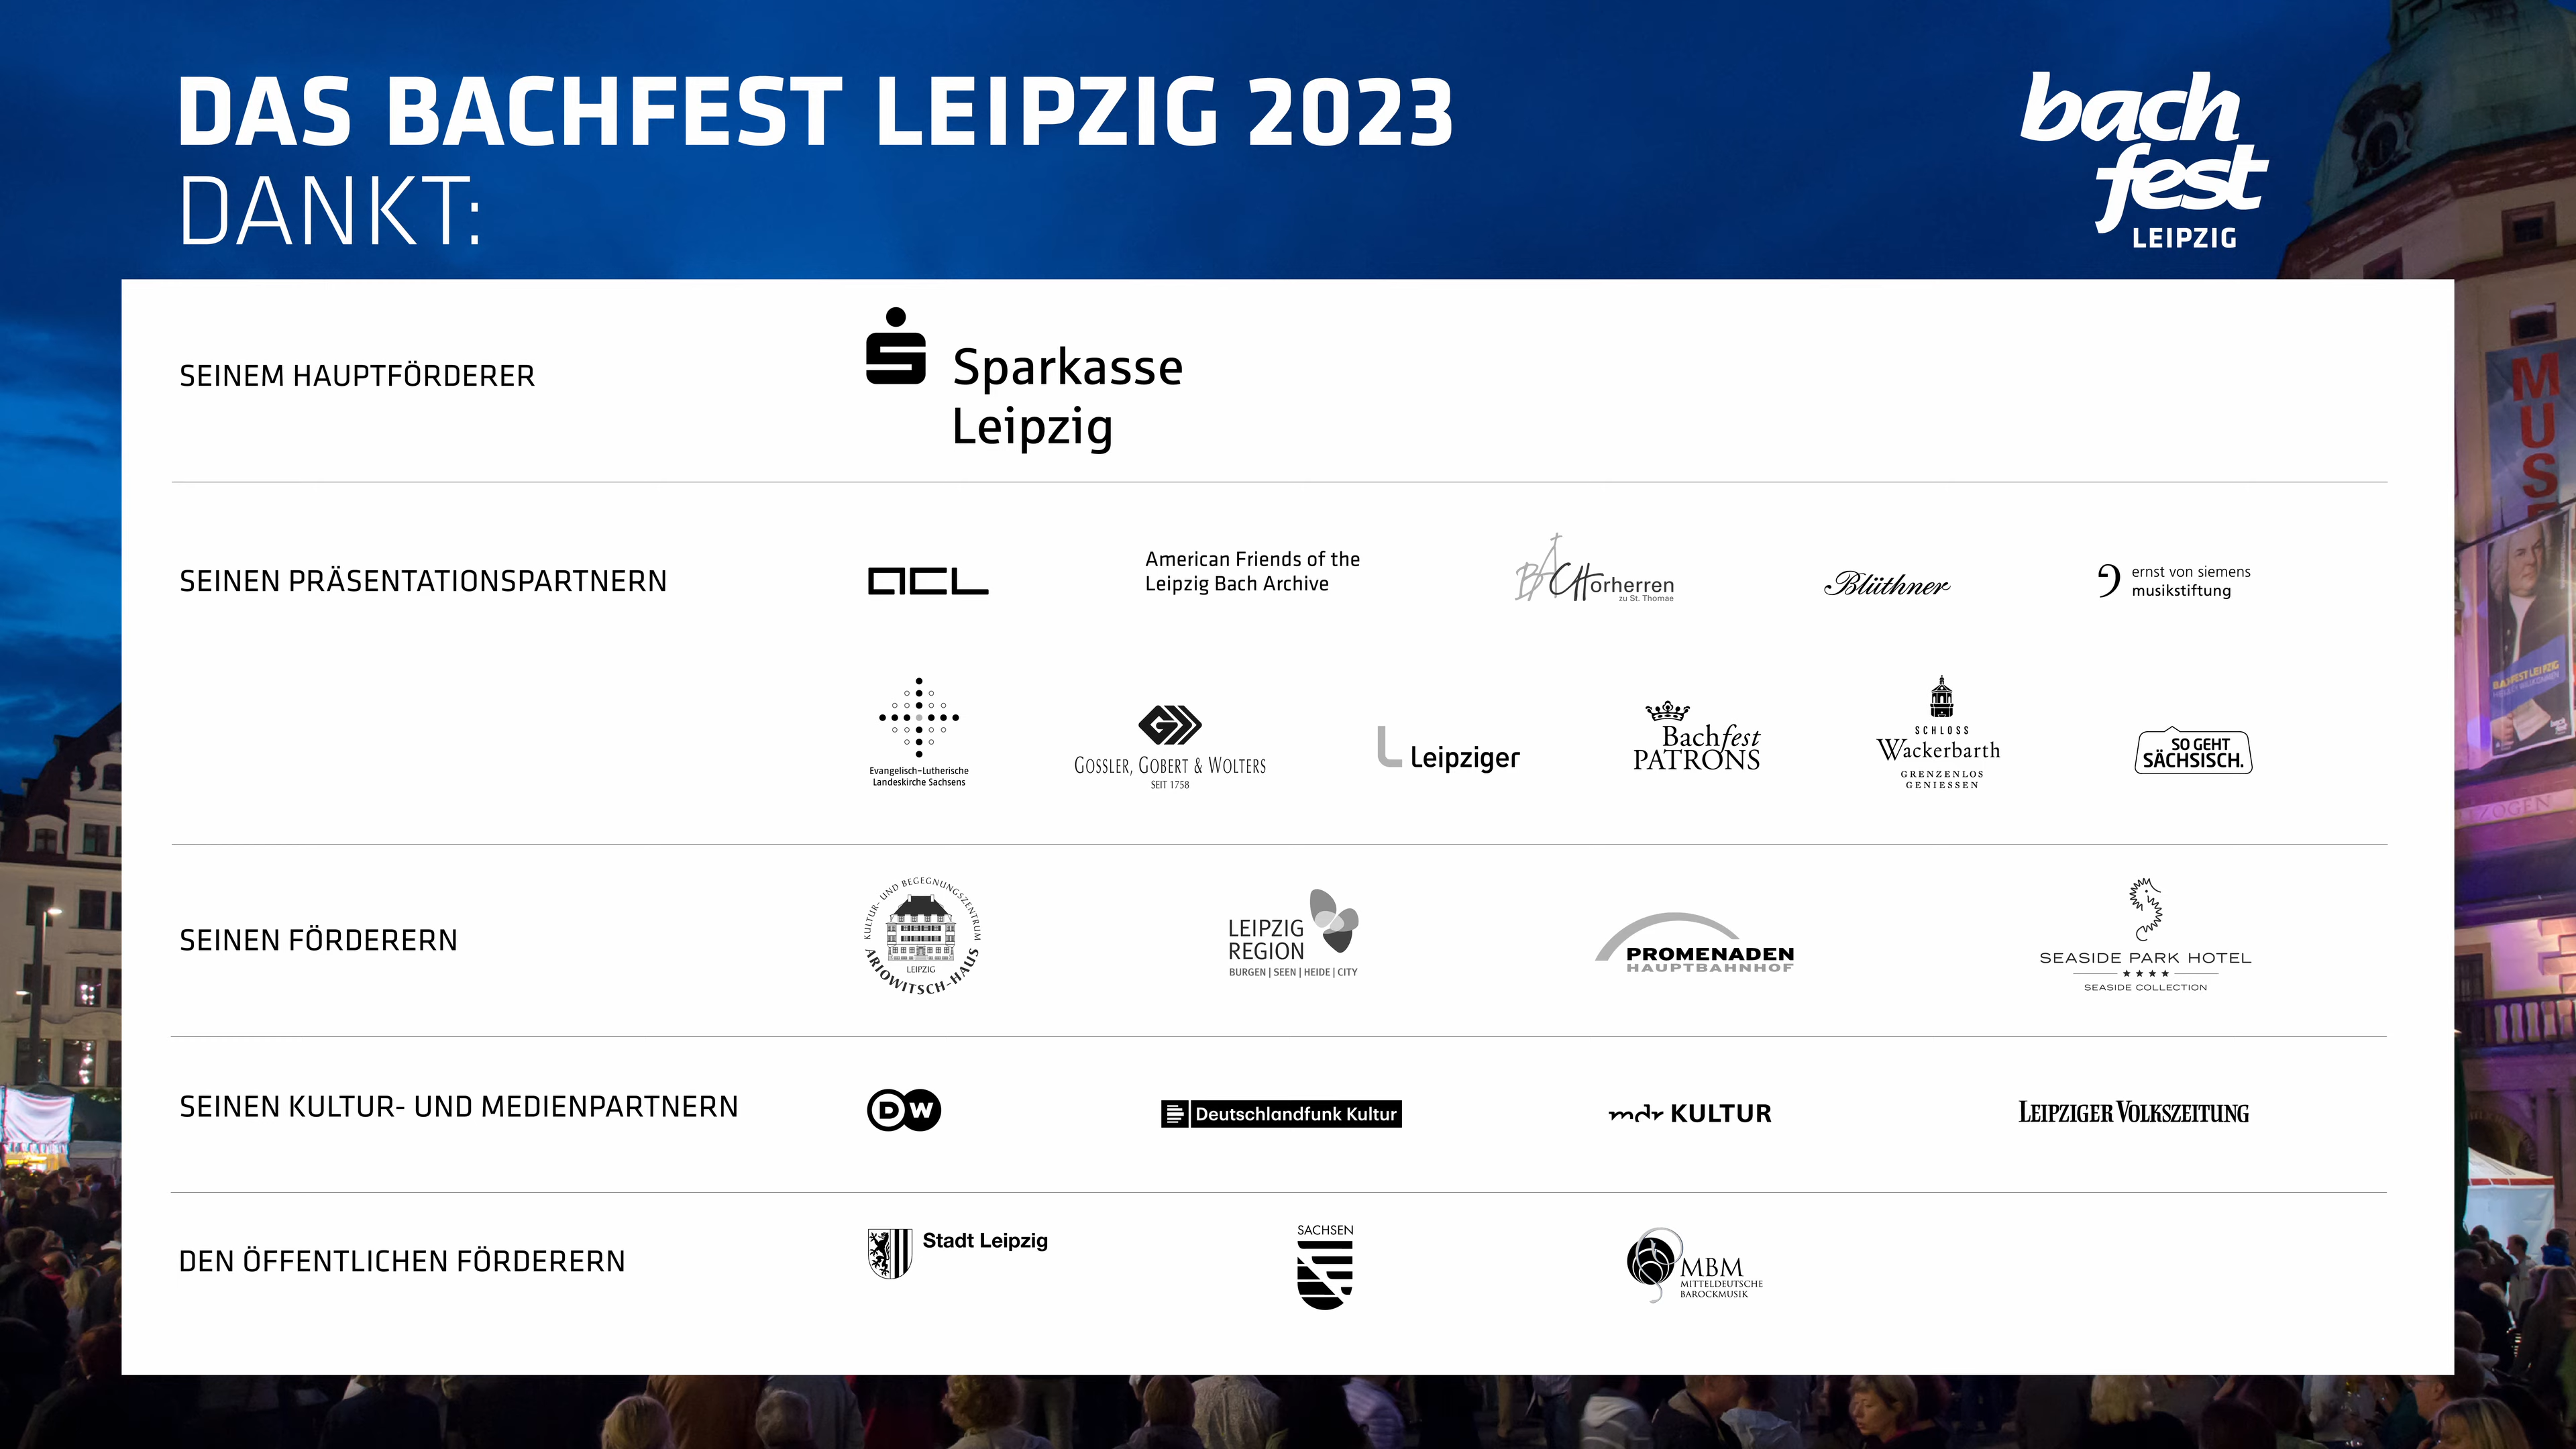 DAS BACHFEST LEIPZIG 2023
DANKT:
bach
fest
LEIPZIG
SEINEM HAUPTFÖRDERER
Sparkasse
Leipzig
SEINEN PRÄSENTATIONSPARTNERN
ACL
American Friends of the
Leipzig Bach Archive
BACHorherren
zu St. Thomae
Blüthner
ernst von siemens
musikstiftung
Evangelisch-Lutherische
Landeskirche Sachsens
G
GOSSLER, GOBERT & WOLTERS
SEIT 1758
L Leipziger
Bachfest
PATRONS
SCHLOSS
Wackerbarth
GRENZENLOS
GENIESSEN
SO GEHT
SÄCHSISCH.
SEINEN FÖRDERERN
KULTUR- UND BEGEGNUNGSZENTRUM
LEIPZIG
ARIOWITSCH-HAUS
LEIPZIG
REGION
BURGEN | SEEN | HEIDE | CITY
PROMENADEN
HAUPTBAHNHOF
SEASIDE PARK HOTEL
SEASIDE COLLECTION
SEINEN KULTUR- UND MEDIENPARTNERN
DW
Deutschlandfunk Kultur
mdr KULTUR
LEIPZIGER VOLKSZEITUNG
DEN ÖFFENTLICHEN FÖRDERERN
Stadt Leipzig
SACHSEN
MBM
MITTELDEUTSCHE
BAROCKMUSIK
MUS
BACHFEST LEIPZIG